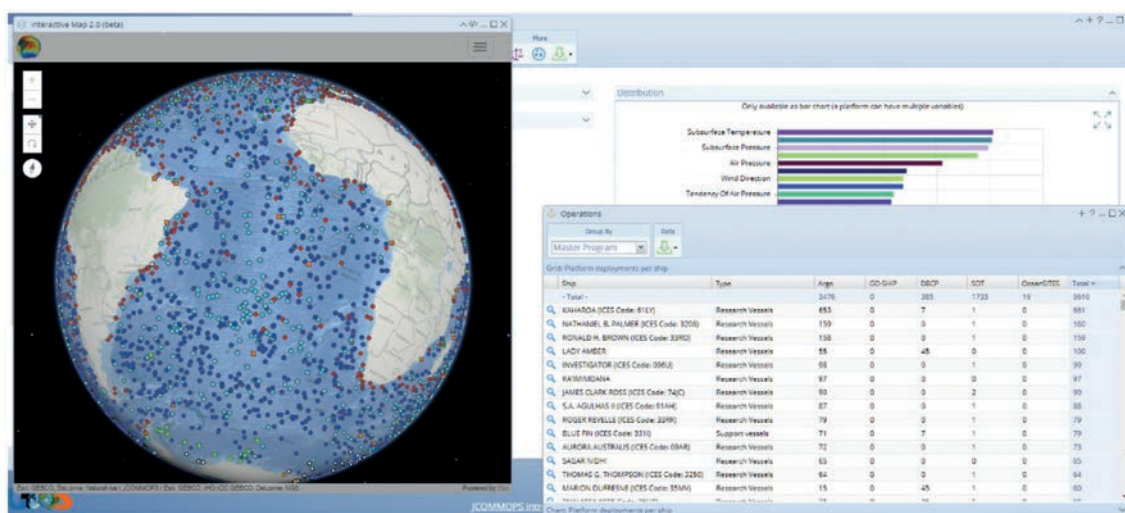 Interactive Map 2.0 (beta)
More
Distribution
Only available as bar chart (a platform can have multiple variables)
Subsurface Temperature
Subsurface Pressure
Air Pressure
Wind Direction
Tendency Of Air Pressure
Operations
Group By
Data
Master Program
Grid: Platform deployments per ship
Ship Type Argo GO-SHIP DBCP SOT OceanSITES Total
- Total - 3476 0 385 1733 16 5610
KAHAROA (ICES Code: 61LY) Research Vessels 653 0 7 1 0 661
NATHANIEL B. PALMER (ICES Code: 3206) Research Vessels 159 0 0 1 0 160
RONALD H. BROWN (ICES Code: 33RO) Research Vessels 158 0 0 1 0 159
LADY AMBER Research Vessels 55 0 45 0 0 100
INVESTIGATOR (ICES Code: 096U) Research Vessels 98 0 0 1 0 99
KA'IMIMOANA Research Vessels 97 0 0 0 0 97
JAMES CLARK ROSS (ICES Code: 74JC) Research Vessels 0 0 2 0 90
S.A. AGULHAS II (ICES Code: 91AH) Research Vessels 87 0 0 1 0 88
ROGER REVELLE (ICES Code: 33RR) Research Vessels 79 0 0 1 0 79
BLUE FIN (ICES Code: Support vessels 71 0 7 1 0 79
AURORA AUSTRALIS (ICES Code: 09AR) Research Vessels 72 0 0 1 0 73
SAGAR NIDHI Research Vessels 65 0 0 0 0 65
THOMAS G. THOMPSON (ICES Code: 3250) Research Vessels 64 0 0 1 0 64
MARION DUFRESNE (ICES Code: 35MV) Research Vessels 15 0 45 1 0 60
Powered by Esri
JCOMMOPS
Chart: Platform deployments per ship